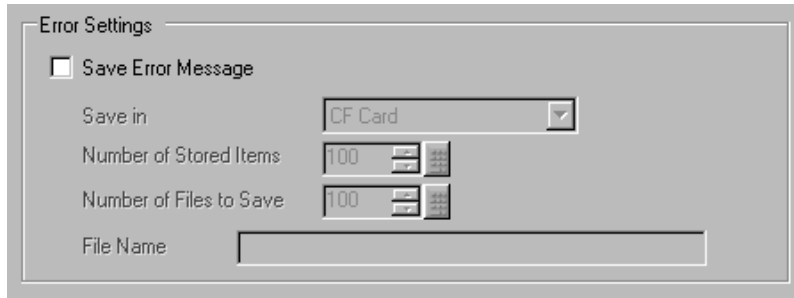 Error Settings
Save Error Message
Save in CF Card
Number of Stored Items 100
Number of Files to Save 100
File Name